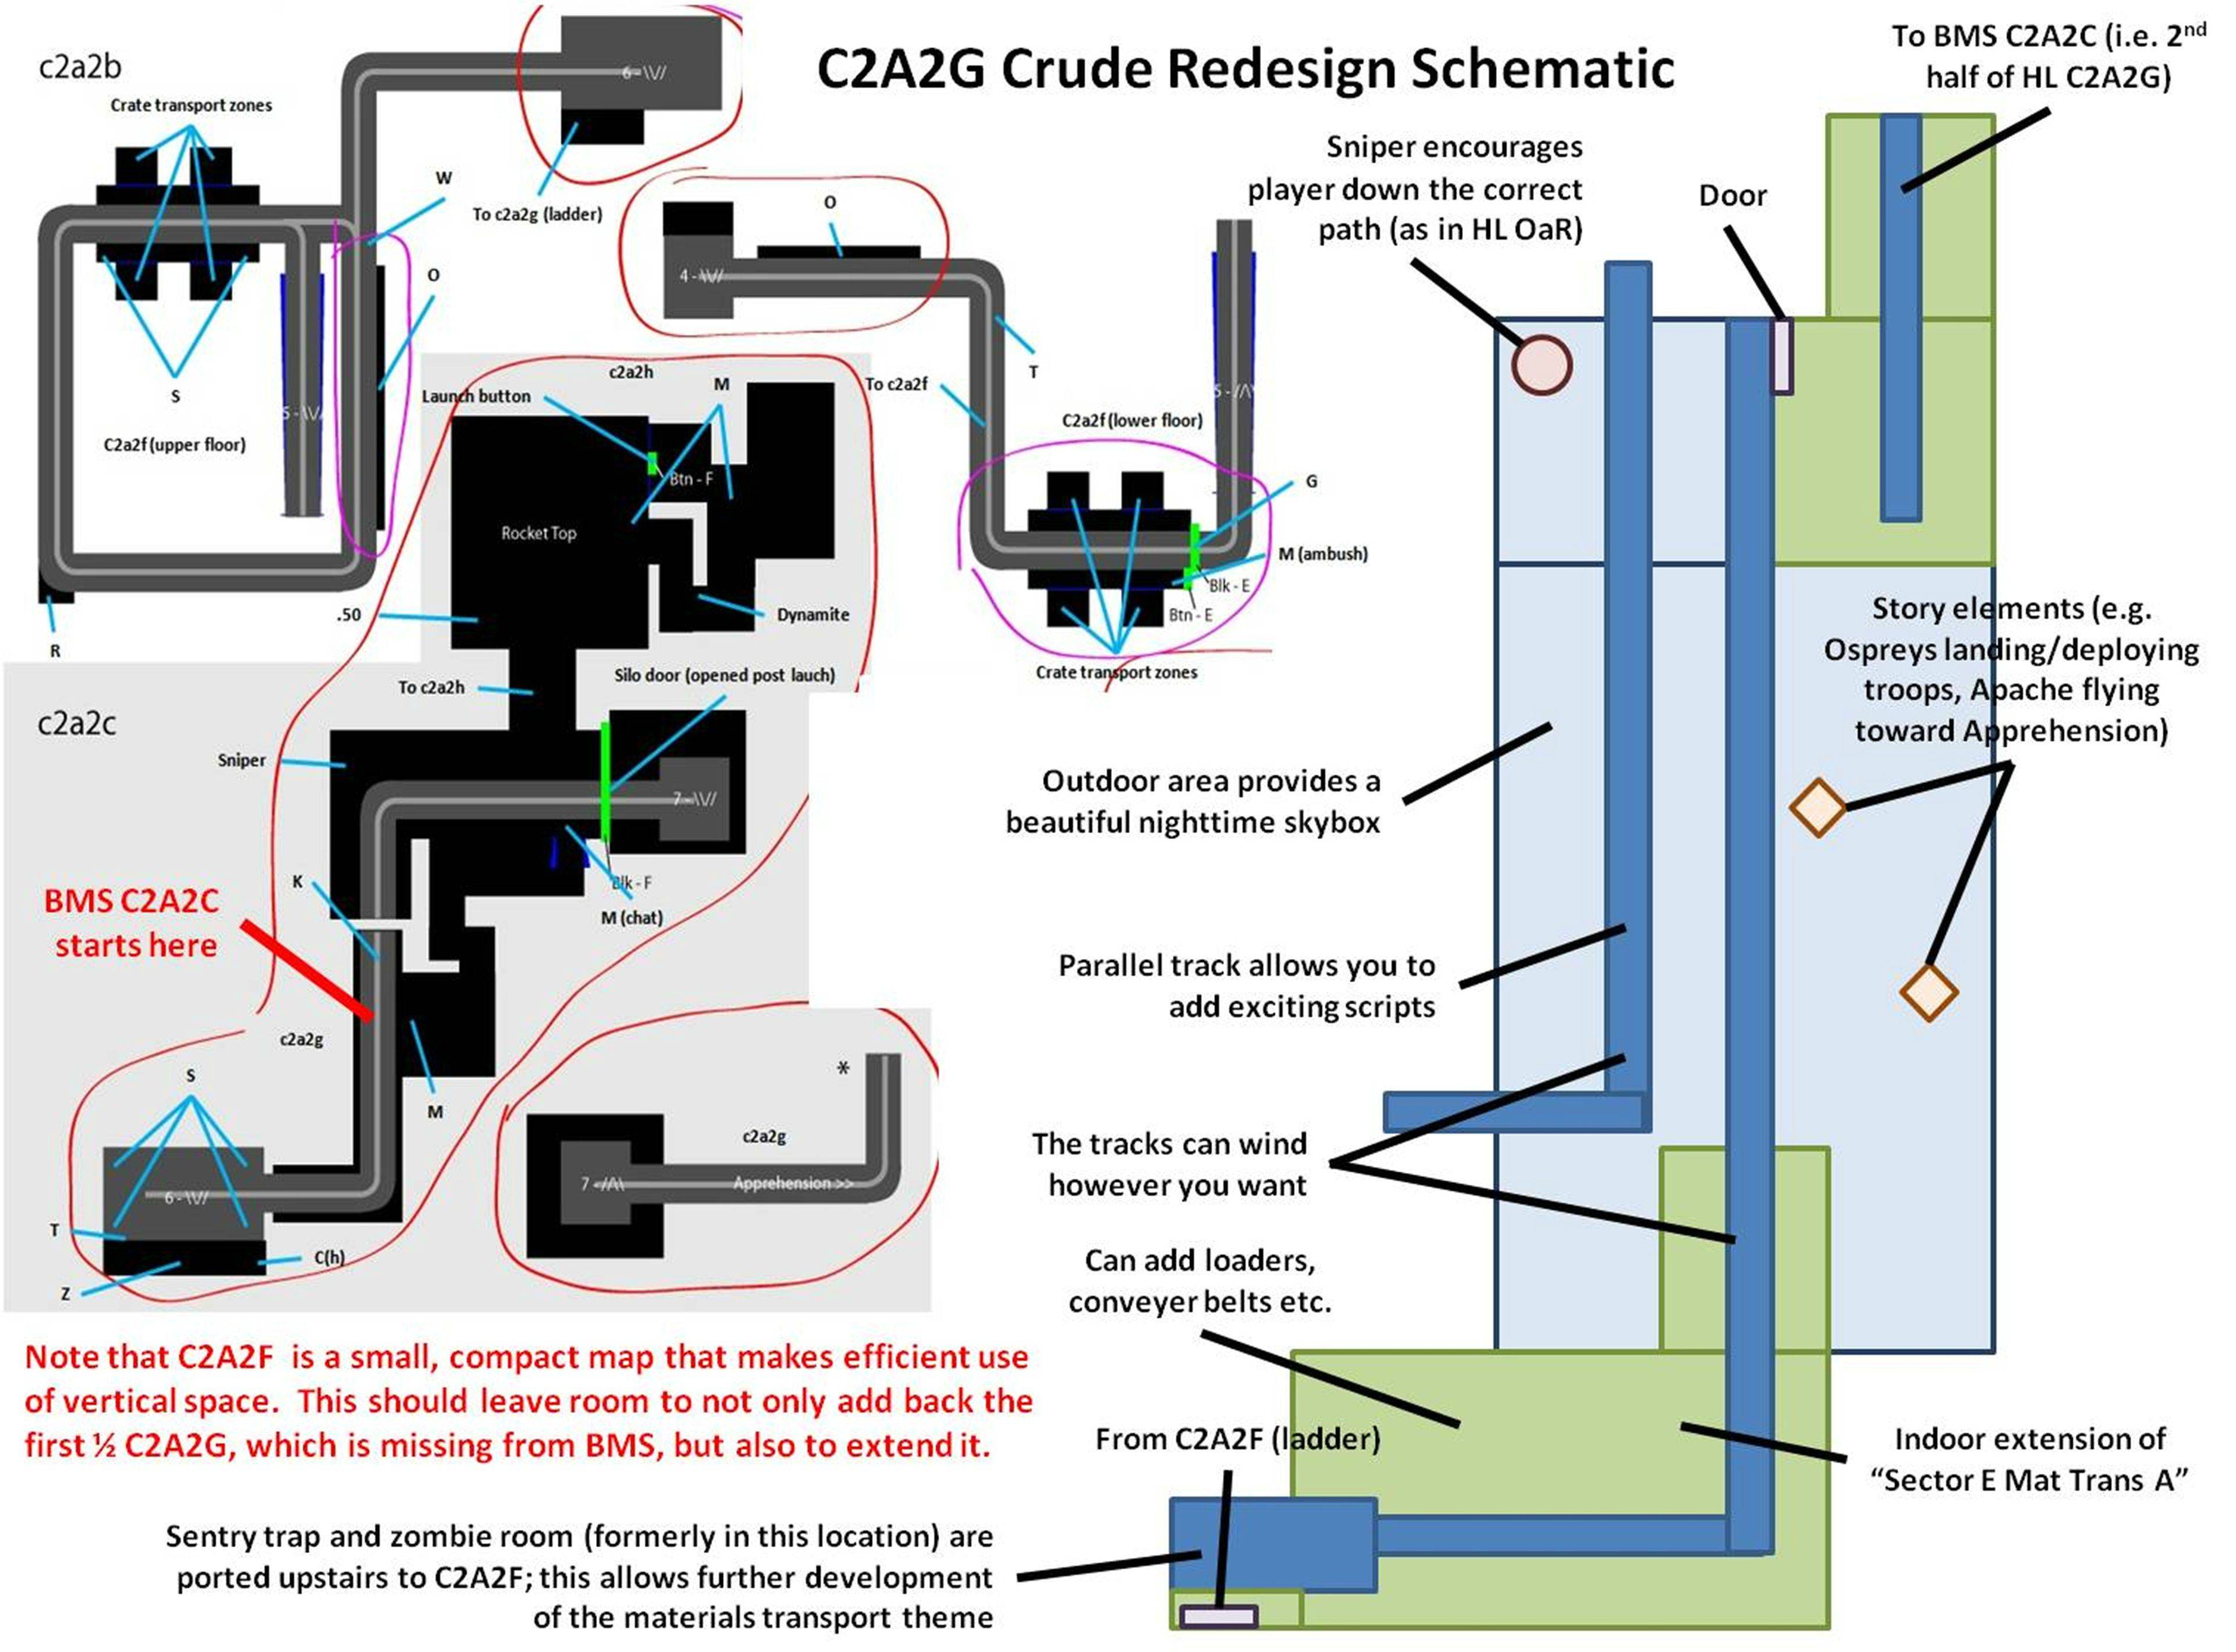 C2A2G Crude Redesign Schematic
c2a2b
Crate transport zones
6 - \\//
W
To c2a2g (ladder)
O
S
5 - \\//
C2a2f (upper floor)
R
O
4 - \\//
T
To c2a2f
C2a2f (lower floor)
5 - //\\
G
M (ambush)
Blk - E
Btn - E
Crate transport zones
c2a2h
M
Launch button
Btn - F
Rocket Top
.50
Dynamite
To c2a2h
Silo door (opened post lauch)
c2a2c
Sniper
7 - \\//
K
Blk - F
M (chat)
BMS C2A2C
starts here
c2a2g
S
M
6 - \\//
T
C(h)
Z
*
c2a2g
7 - //\\
Apprehension >>
Note that C2A2F is a small, compact map that makes efficient use
of vertical space. This should leave room to not only add back the
first ½ C2A2G, which is missing from BMS, but also to extend it.
To BMS C2A2C (i.e. 2nd
half of HL C2A2G)
Sniper encourages
player down the correct
path (as in HL OaR)
Door
Story elements (e.g.
Ospreys landing/deploying
troops, Apache flying
toward Apprehension)
Outdoor area provides a
beautiful nighttime skybox
Parallel track allows you to
add exciting scripts
The tracks can wind
however you want
Can add loaders,
conveyer belts etc.
From C2A2F (ladder)
Indoor extension of
“Sector E Mat Trans A”
Sentry trap and zombie room (formerly in this location) are
ported upstairs to C2A2F; this allows further development
of the materials transport theme